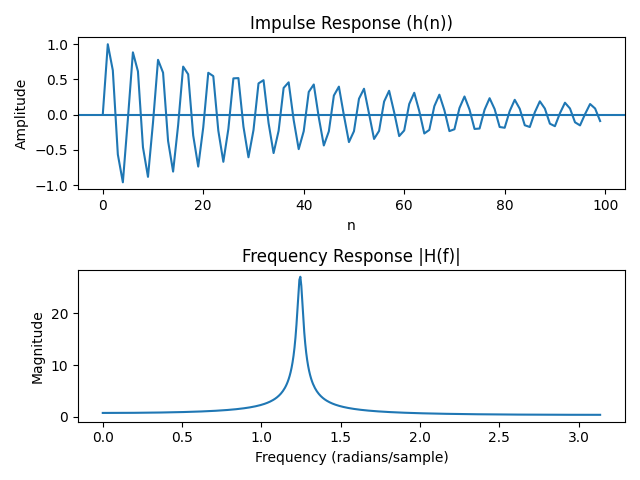 Impulse Response (h(n))
1.0
0.5
0.0
−0.5
−1.0
Amplitude
0 20 40 60 80 100
n
Frequency Response |H(f)|
20
10
0
Magnitude
0.0 0.5 1.0 1.5 2.0 2.5 3.0
Frequency (radians/sample)